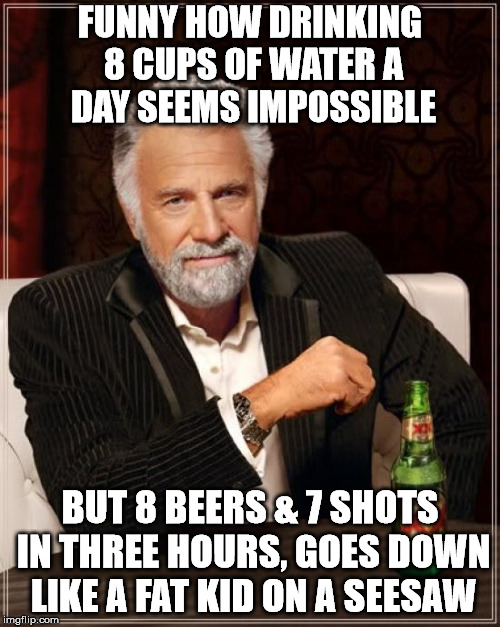 FUNNY HOW DRINKING
8 CUPS OF WATER A
DAY SEEMS IMPOSSIBLE
XX
BUT 8 BEERS & 7 SHOTS
IN THREE HOURS, GOES DOWN
LIKE A FAT KID ON A SEESAW
imgflip.com